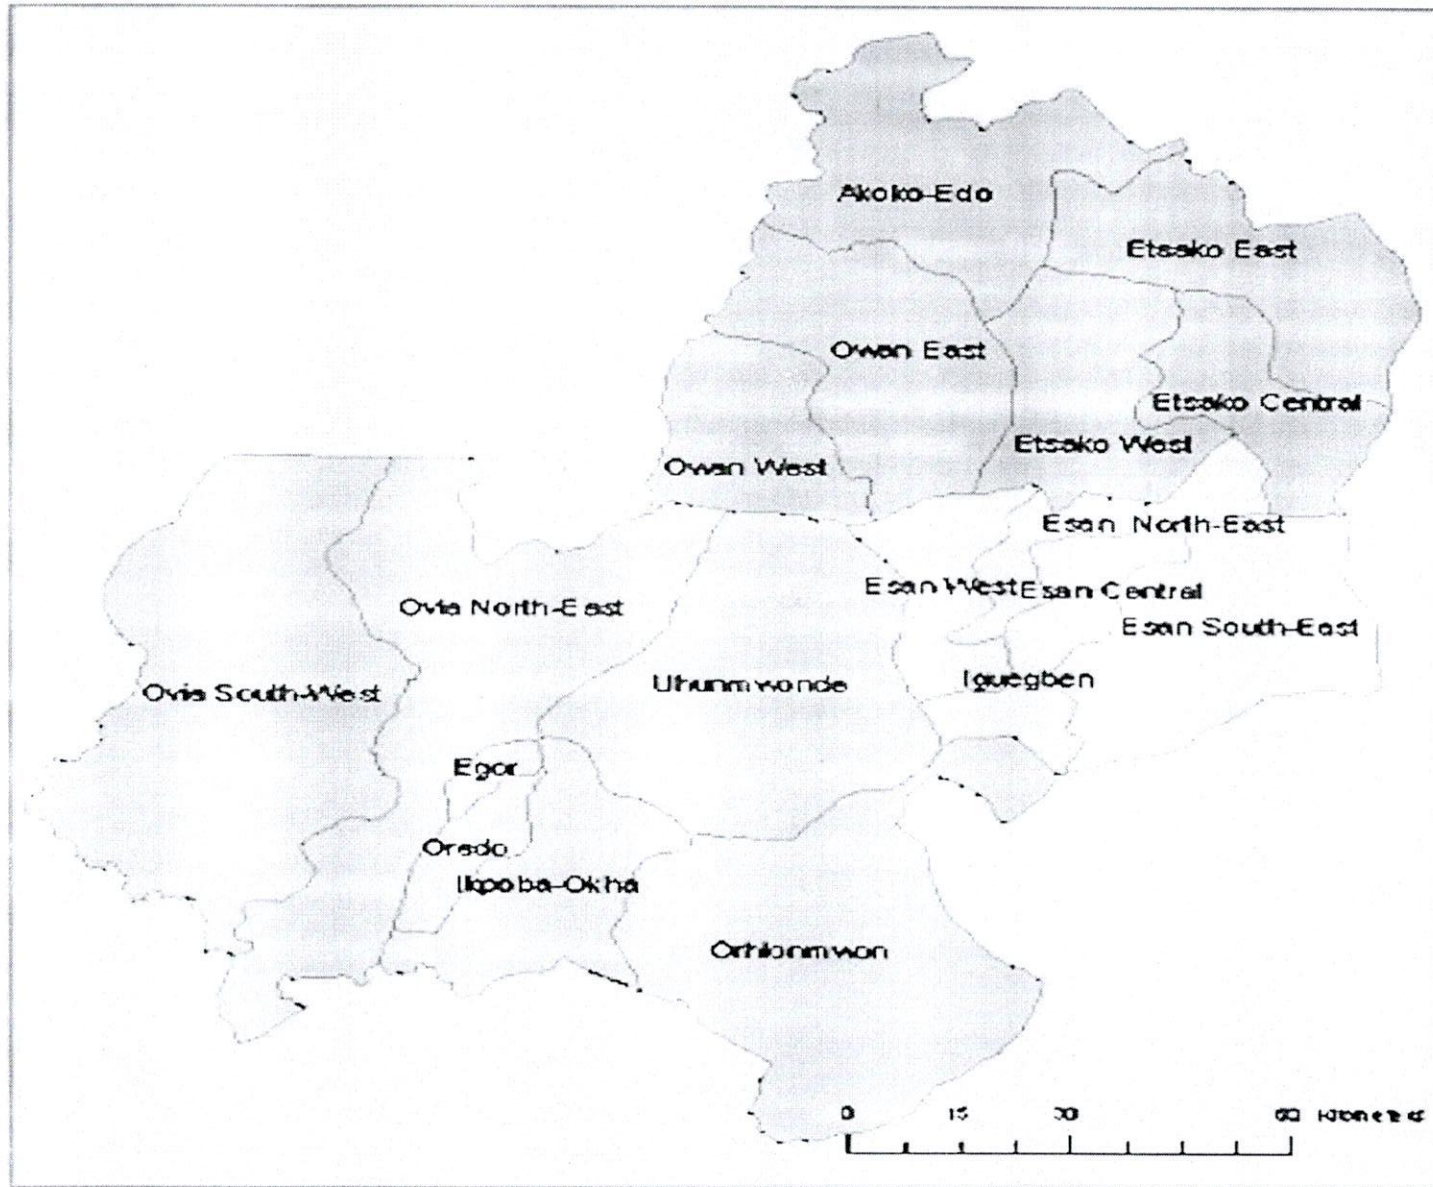 Akoko-Edo
Etsako East
Owan East
Etsako Central
Etsako West
Owan West
Esan North-East
Esan West
Esan Central
Ovia North-East
Esan South-East
Ovia South-West
Uhunmwonde
Iguegben
Egor
Oredo
Ikpoba-Okha
Orhionmwon
0 15 30 60 Kilometers